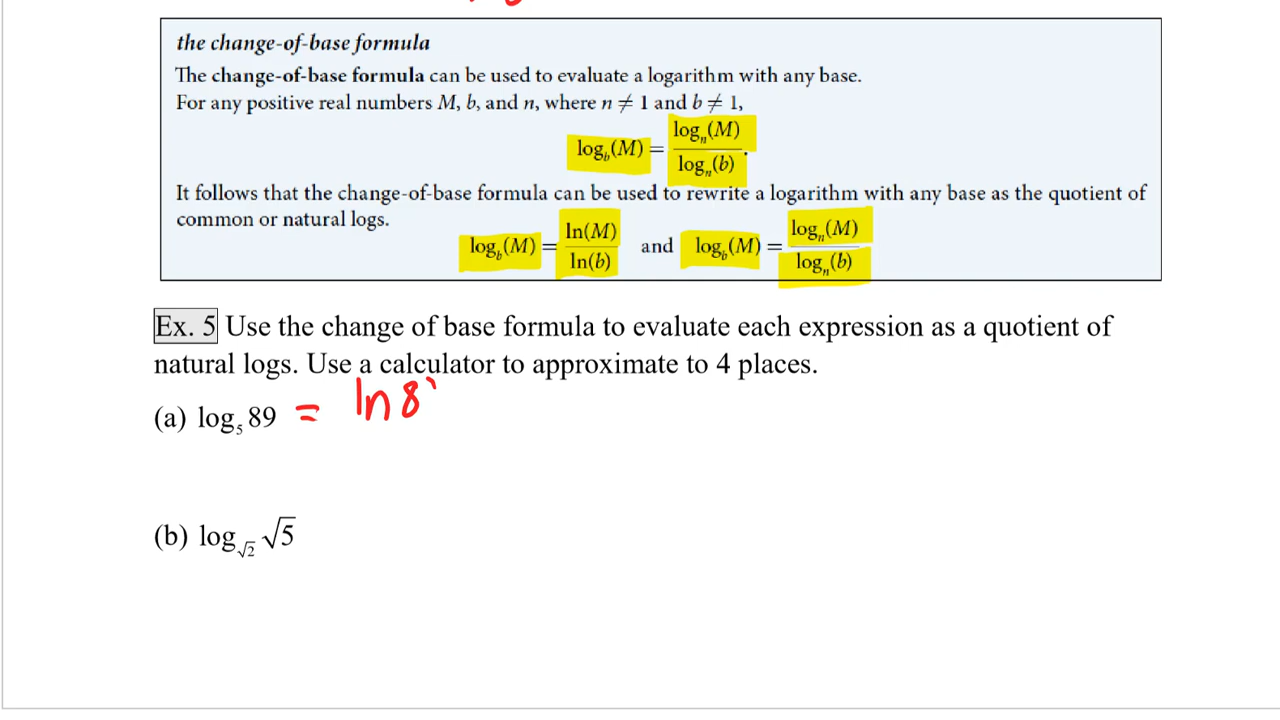 the change-of-base formula
The change-of-base formula can be used to evaluate a logarithm with any base.
For any positive real numbers M, b, and n, where n ≠ 1 and b ≠ 1,
log_b(M) = log_n(M) / log_n(b).
It follows that the change-of-base formula can be used to rewrite a logarithm with any base as the quotient of
common or natural logs.
log_b(M) = ln(M) / ln(b) and log_b(M) = log_n(M) / log_n(b)
Ex. 5 Use the change of base formula to evaluate each expression as a quotient of
natural logs. Use a calculator to approximate to 4 places.
(a) log₅ 89 = ln 8
(b) log_√2 √5